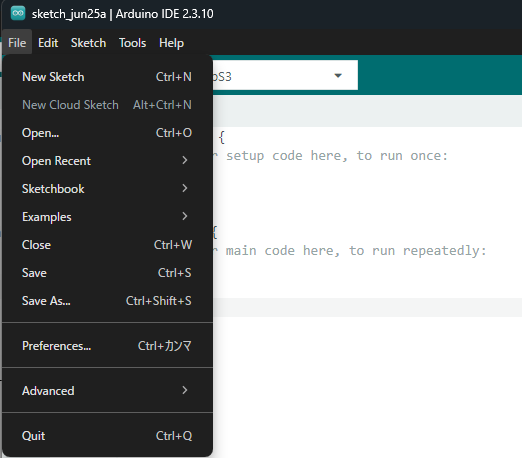 sketch_jun25a | Arduino IDE 2.3.10
File Edit Sketch Tools Help
New Sketch Ctrl+N
New Cloud Sketch Alt+Ctrl+N
Open... Ctrl+O
Open Recent
Sketchbook
Examples
Close Ctrl+W
Save Ctrl+S
Save As... Ctrl+Shift+S
Preferences... Ctrl+カンマ
Advanced
Quit Ctrl+Q
S3
{
setup code here, to run once:
{
main code here, to run repeatedly: